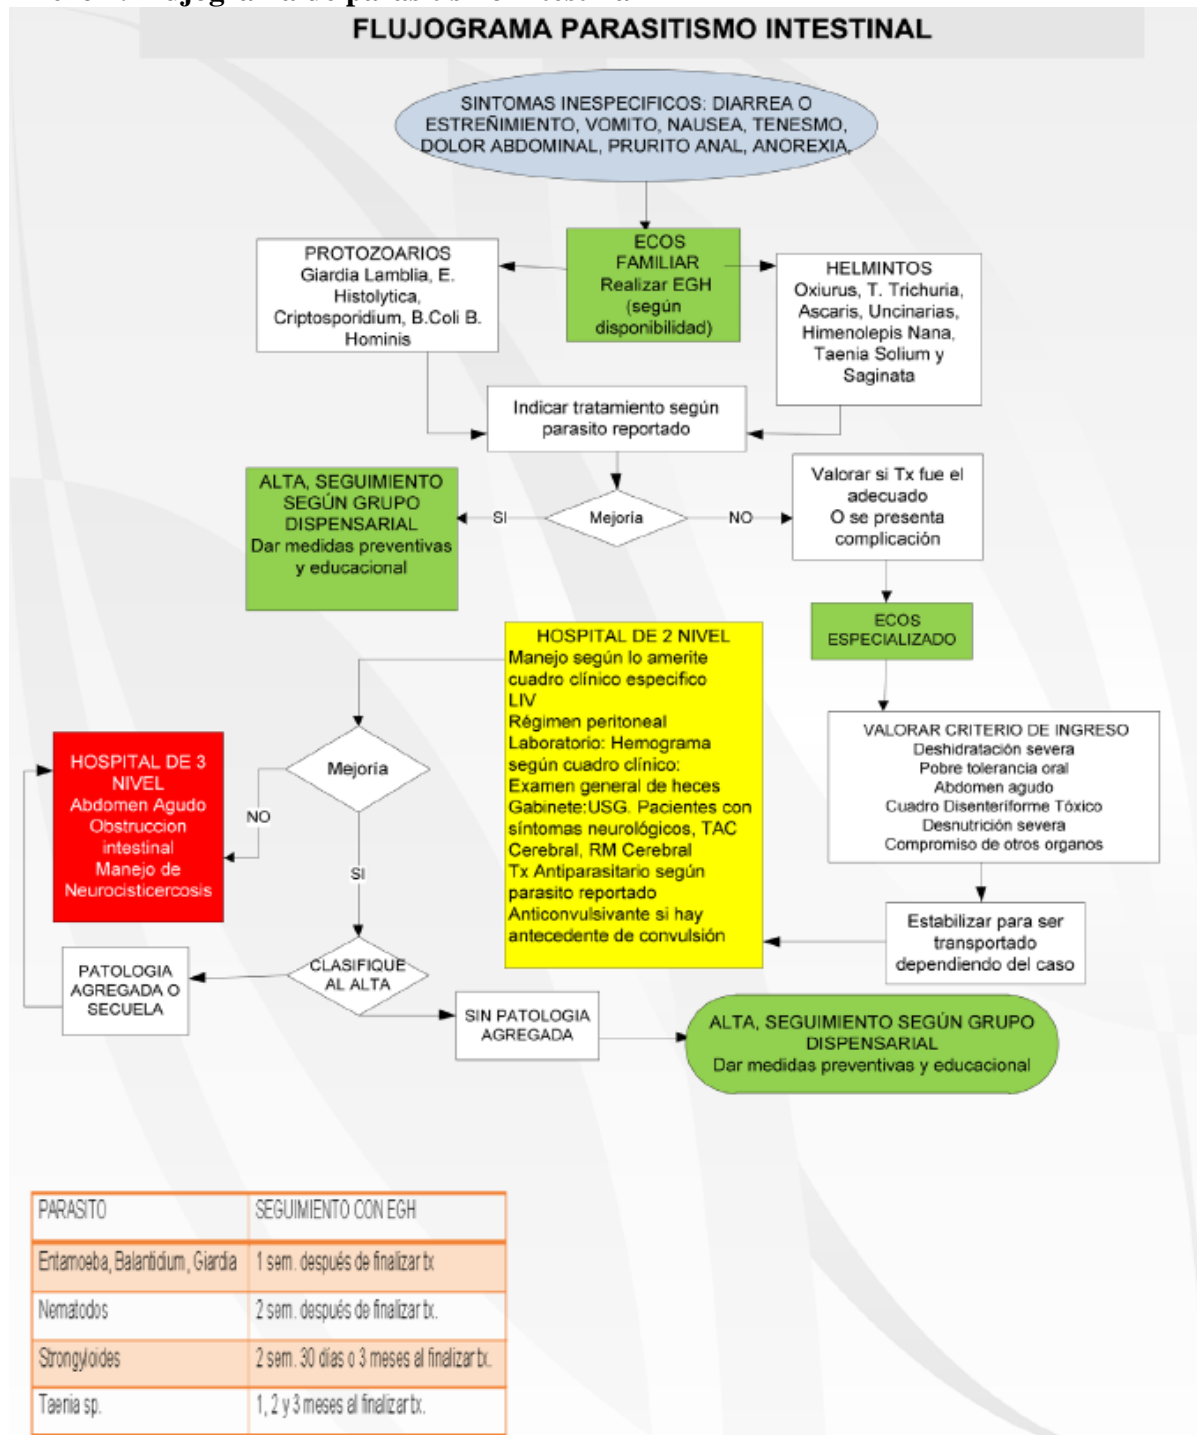 FLUJOGRAMA PARASITISMO INTESTINAL
SINTOMAS INESPECIFICOS: DIARREA O
ESTREÑIMIENTO, VOMITO, NAUSEA, TENESMO,
DOLOR ABDOMINAL, PRURITO ANAL, ANOREXIA,
PROTOZOARIOS
Giardia Lamblia, E.
Histolytica,
Criptosporidium, B.Coli B.
Hominis
ECOS
FAMILIAR
Realizar EGH
(según
disponibilidad)
HELMINTOS
Oxiurus, T. Trichuria,
Ascaris, Uncinarias,
Himenolepis Nana,
Taenia Solium y
Saginata
Indicar tratamiento según
parasito reportado
ALTA, SEGUIMIENTO
SEGÚN GRUPO
DISPENSARIAL
Dar medidas preventivas
y educacional
SI
Mejoría
NO
Valorar si Tx fue el
adecuado
O se presenta
complicación
ECOS
ESPECIALIZADO
HOSPITAL DE 2 NIVEL
Manejo según lo amerite
cuadro clínico especifico
LIV
Régimen peritoneal
Laboratorio: Hemograma
según cuadro clínico:
Examen general de heces
Gabinete:USG. Pacientes con
síntomas neurológicos, TAC
Cerebral, RM Cerebral
Tx Antiparasitario según
parasito reportado
Anticonvulsivante si hay
antecedente de convulsión
VALORAR CRITERIO DE INGRESO
Deshidratación severa
Pobre tolerancia oral
Abdomen agudo
Cuadro Disenteriforme Tóxico
Desnutrición severa
Compromiso de otros organos
HOSPITAL DE 3
NIVEL
Abdomen Agudo
Obstruccion
intestinal
Manejo de
Neurocisticercosis
Mejoría
NO
SI
Estabilizar para ser
transportado
dependiendo del caso
PATOLOGIA
AGREGADA O
SECUELA
CLASIFIQUE
AL ALTA
SIN PATOLOGIA
AGREGADA
ALTA, SEGUIMIENTO SEGÚN GRUPO
DISPENSARIAL
Dar medidas preventivas y educacional
PARASITO SEGUIMIENTO CON EGH
Entamoeba, Balantidium, Giardia 1 sem. después de finalizar tx
Nematodos 2 sem. después de finalizar tx.
Strongyloides 2 sem. 30 días o 3 meses al finalizar tx.
Taenia sp. 1, 2 y 3 meses al finalizar tx.